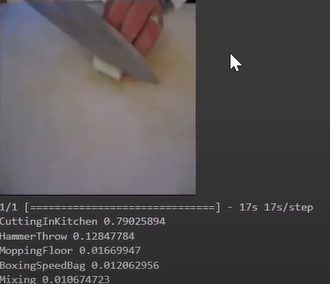 1/1 [==============================] - 17s 17s/step
CuttingInKitchen 0.79025894
HammerThrow 0.12847784
MoppingFloor 0.01669947
BoxingSpeedBag 0.012062956
Mixing 0.010674723